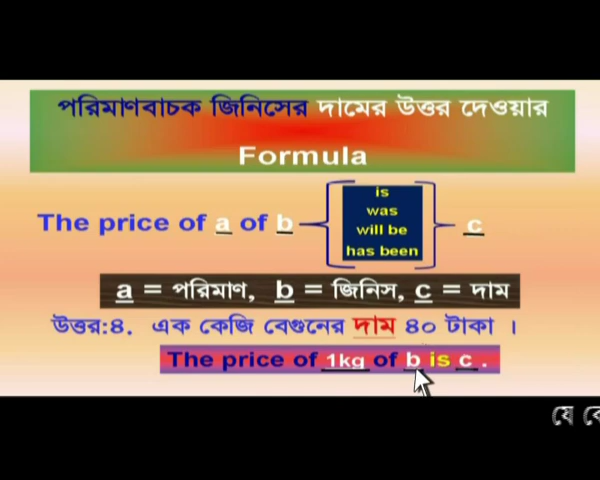 পরিমাণবাচক জিনিসের দামের উত্তর দেওয়ার
Formula
The price of a of b
is
was
will be
has been
c
a = পরিমাণ, b = জিনিস, c = দাম
উত্তর:৪. এক কেজি বেগুনের দাম ৪০ টাকা ।
The price of 1kg of b is c .
যে